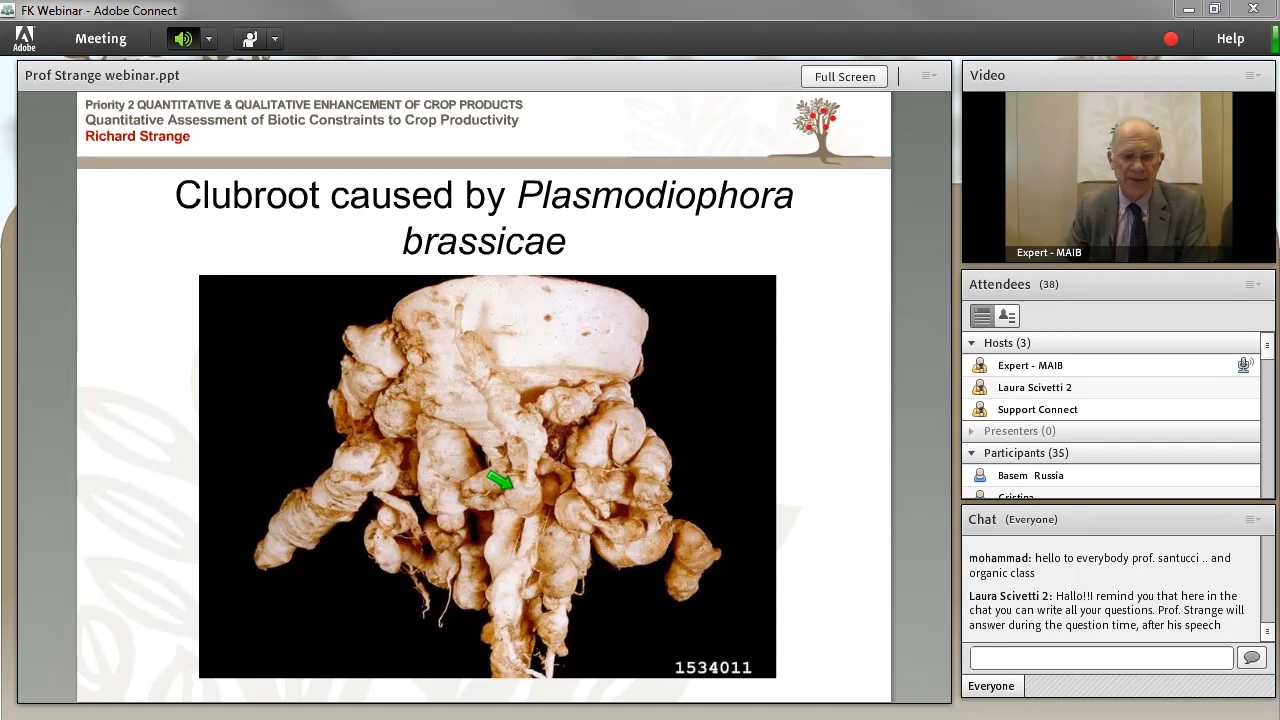 FK Webinar - Adobe Connect
Adobe
Meeting
Help
Prof Strange webinar.ppt
Full Screen
Priority 2 QUANTITATIVE & QUALITATIVE ENHANCEMENT OF CROP PRODUCTS
Quantitative Assessment of Biotic Constraints to Crop Productivity
Richard Strange
Clubroot caused by Plasmodiophora
brassicae
1534011
Video
Expert - MAIB
Attendees (38)
Hosts (3)
Expert - MAIB
Laura Scivetti 2
Support Connect
Presenters (0)
Participants (35)
Basem Russia
Cristina
Chat (Everyone)
mohammad: hello to everybody prof. santucci .. and
organic class
Laura Scivetti 2: Hallo!!I remind you that here in the
chat you can write all your questions. Prof. Strange will
answer during the question time, after his speech
Everyone